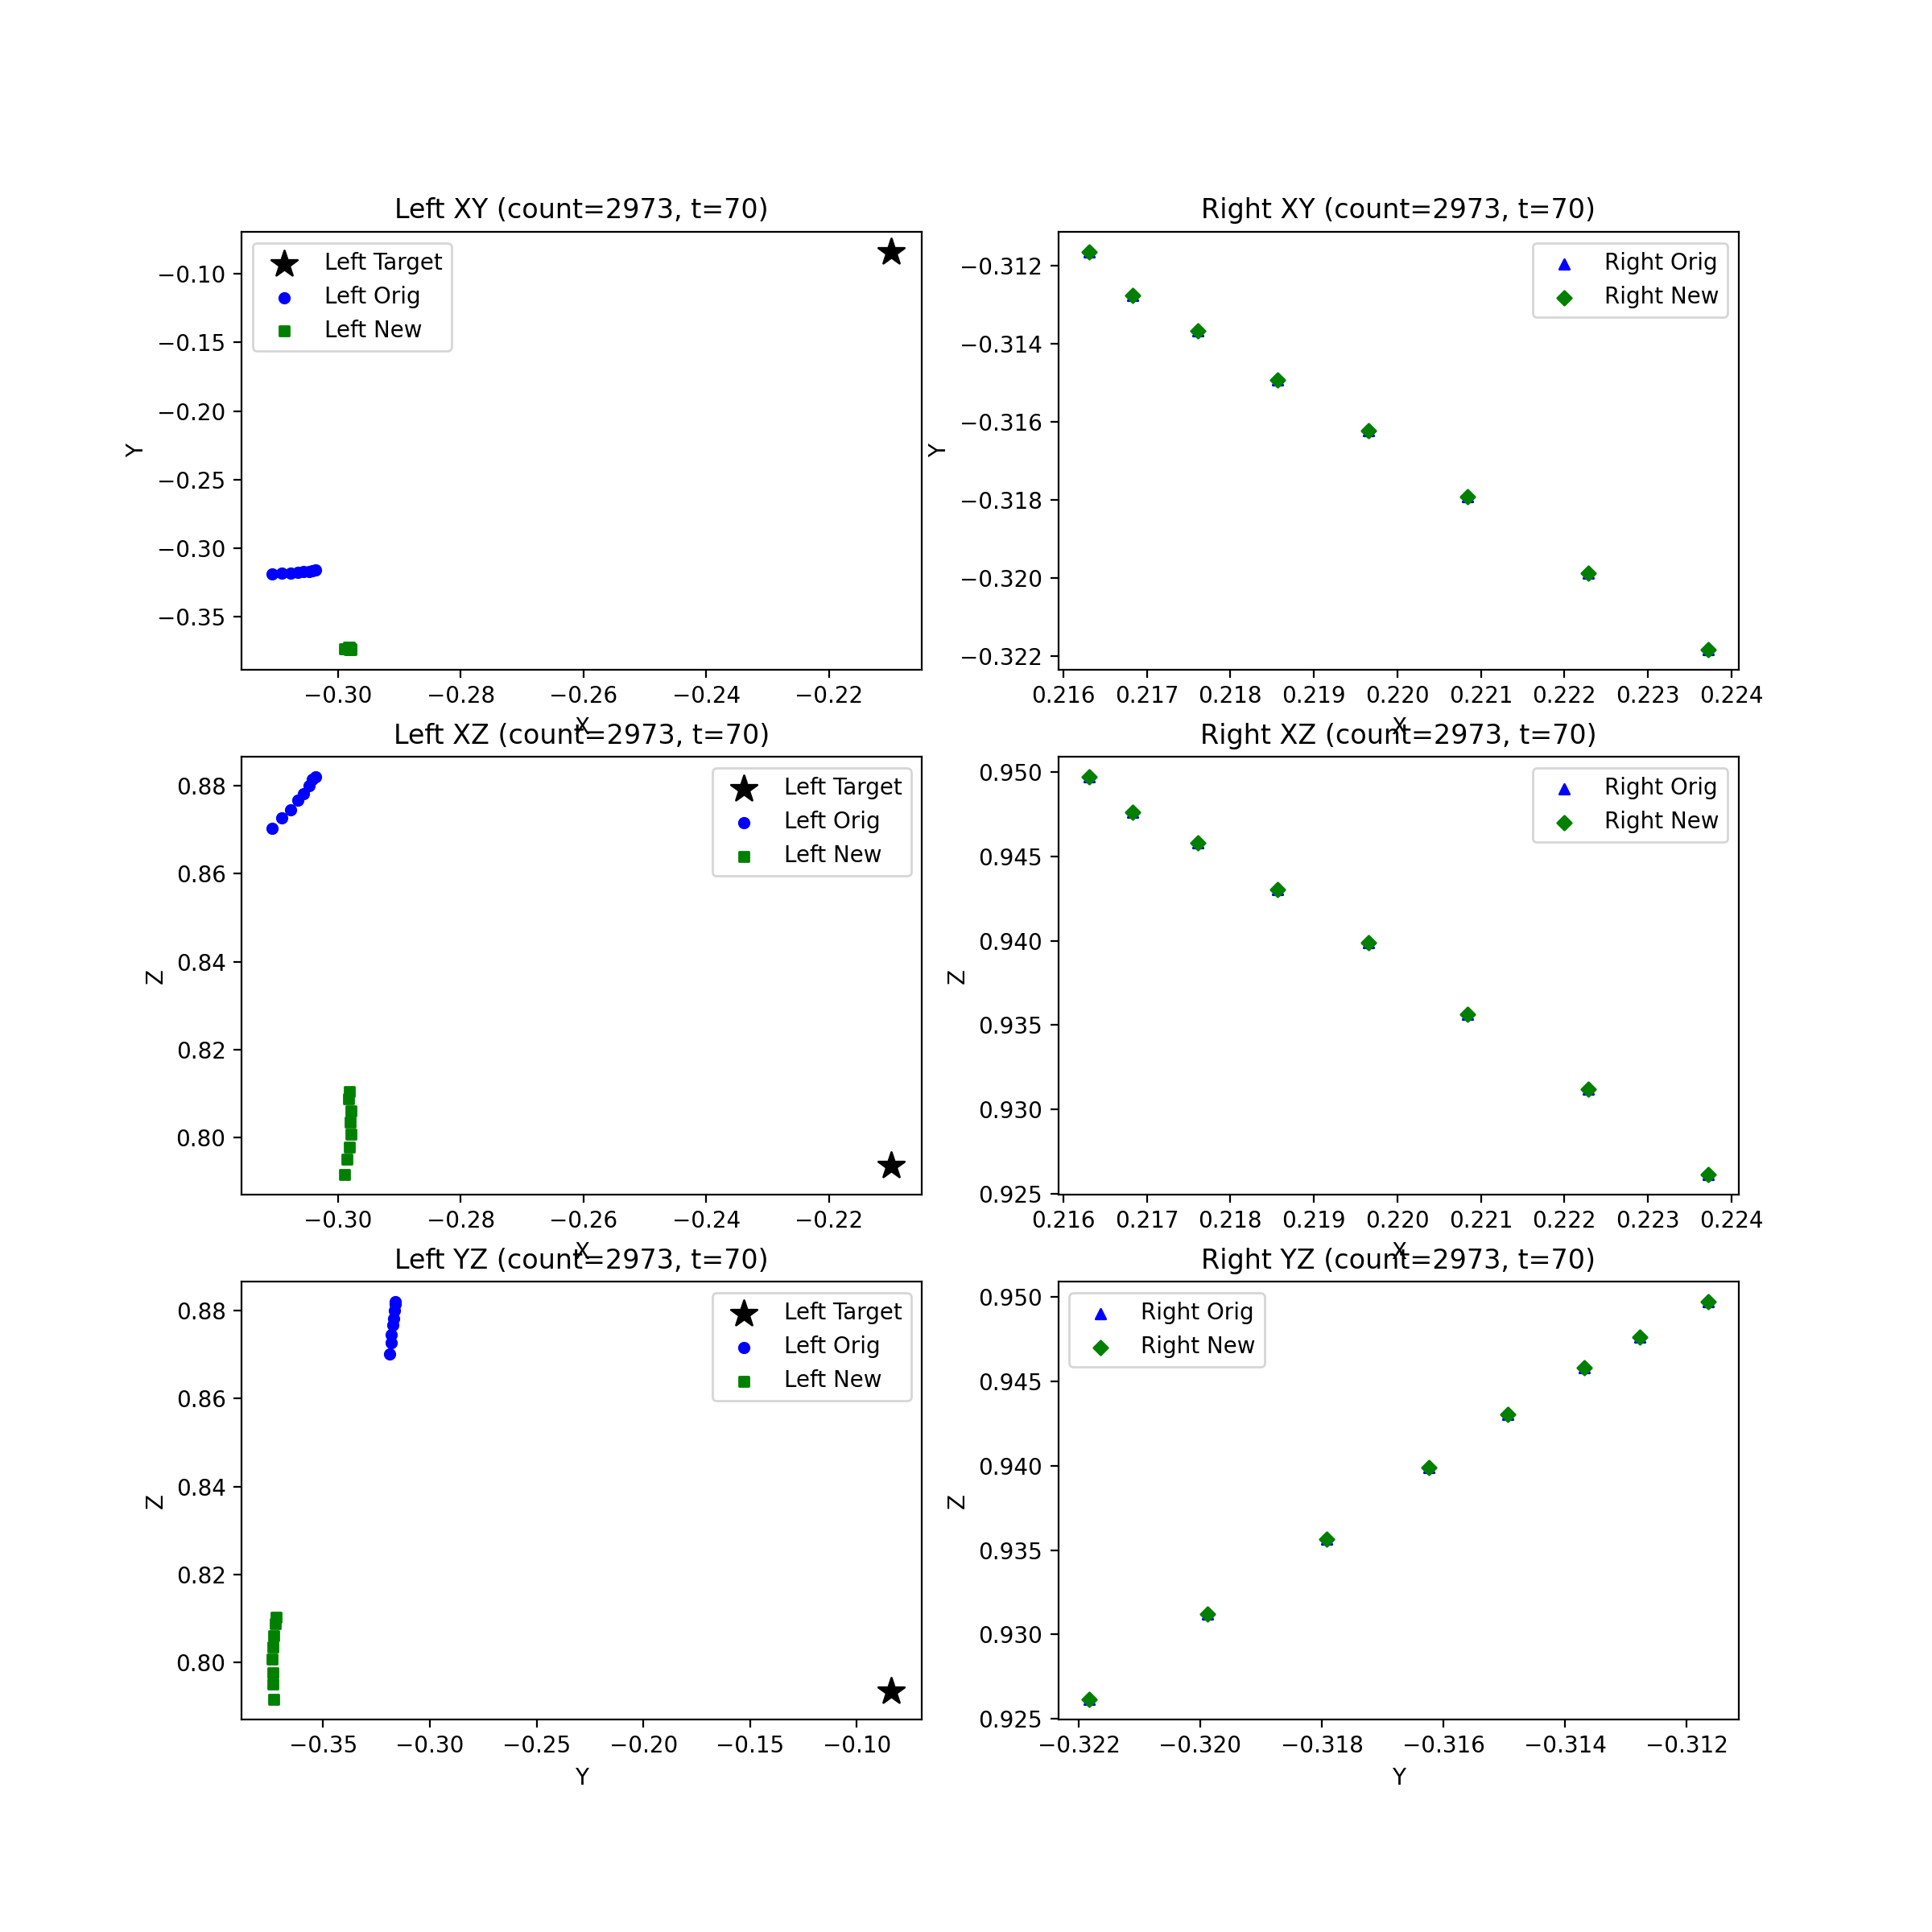 Left XY (count=2973, t=70)
Left Target
Left Orig
Left New
−0.10
−0.15
−0.20
−0.25
−0.30
−0.35
Y
−0.30
−0.28
−0.26
−0.24
−0.22
X
Right XY (count=2973, t=70)
Right Orig
Right New
−0.312
−0.314
−0.316
−0.318
−0.320
−0.322
Y
0.216
0.217
0.218
0.219
0.220
0.221
0.222
0.223
0.224
X
Left XZ (count=2973, t=70)
Left Target
Left Orig
Left New
0.88
0.86
0.84
0.82
0.80
Z
−0.30
−0.28
−0.26
−0.24
−0.22
X
Right XZ (count=2973, t=70)
Right Orig
Right New
0.950
0.945
0.940
0.935
0.930
0.925
Z
0.216
0.217
0.218
0.219
0.220
0.221
0.222
0.223
0.224
X
Left YZ (count=2973, t=70)
Left Target
Left Orig
Left New
0.88
0.86
0.84
0.82
0.80
Z
−0.35
−0.30
−0.25
−0.20
−0.15
−0.10
Y
Right YZ (count=2973, t=70)
Right Orig
Right New
0.950
0.945
0.940
0.935
0.930
0.925
Z
−0.322
−0.320
−0.318
−0.316
−0.314
−0.312
Y